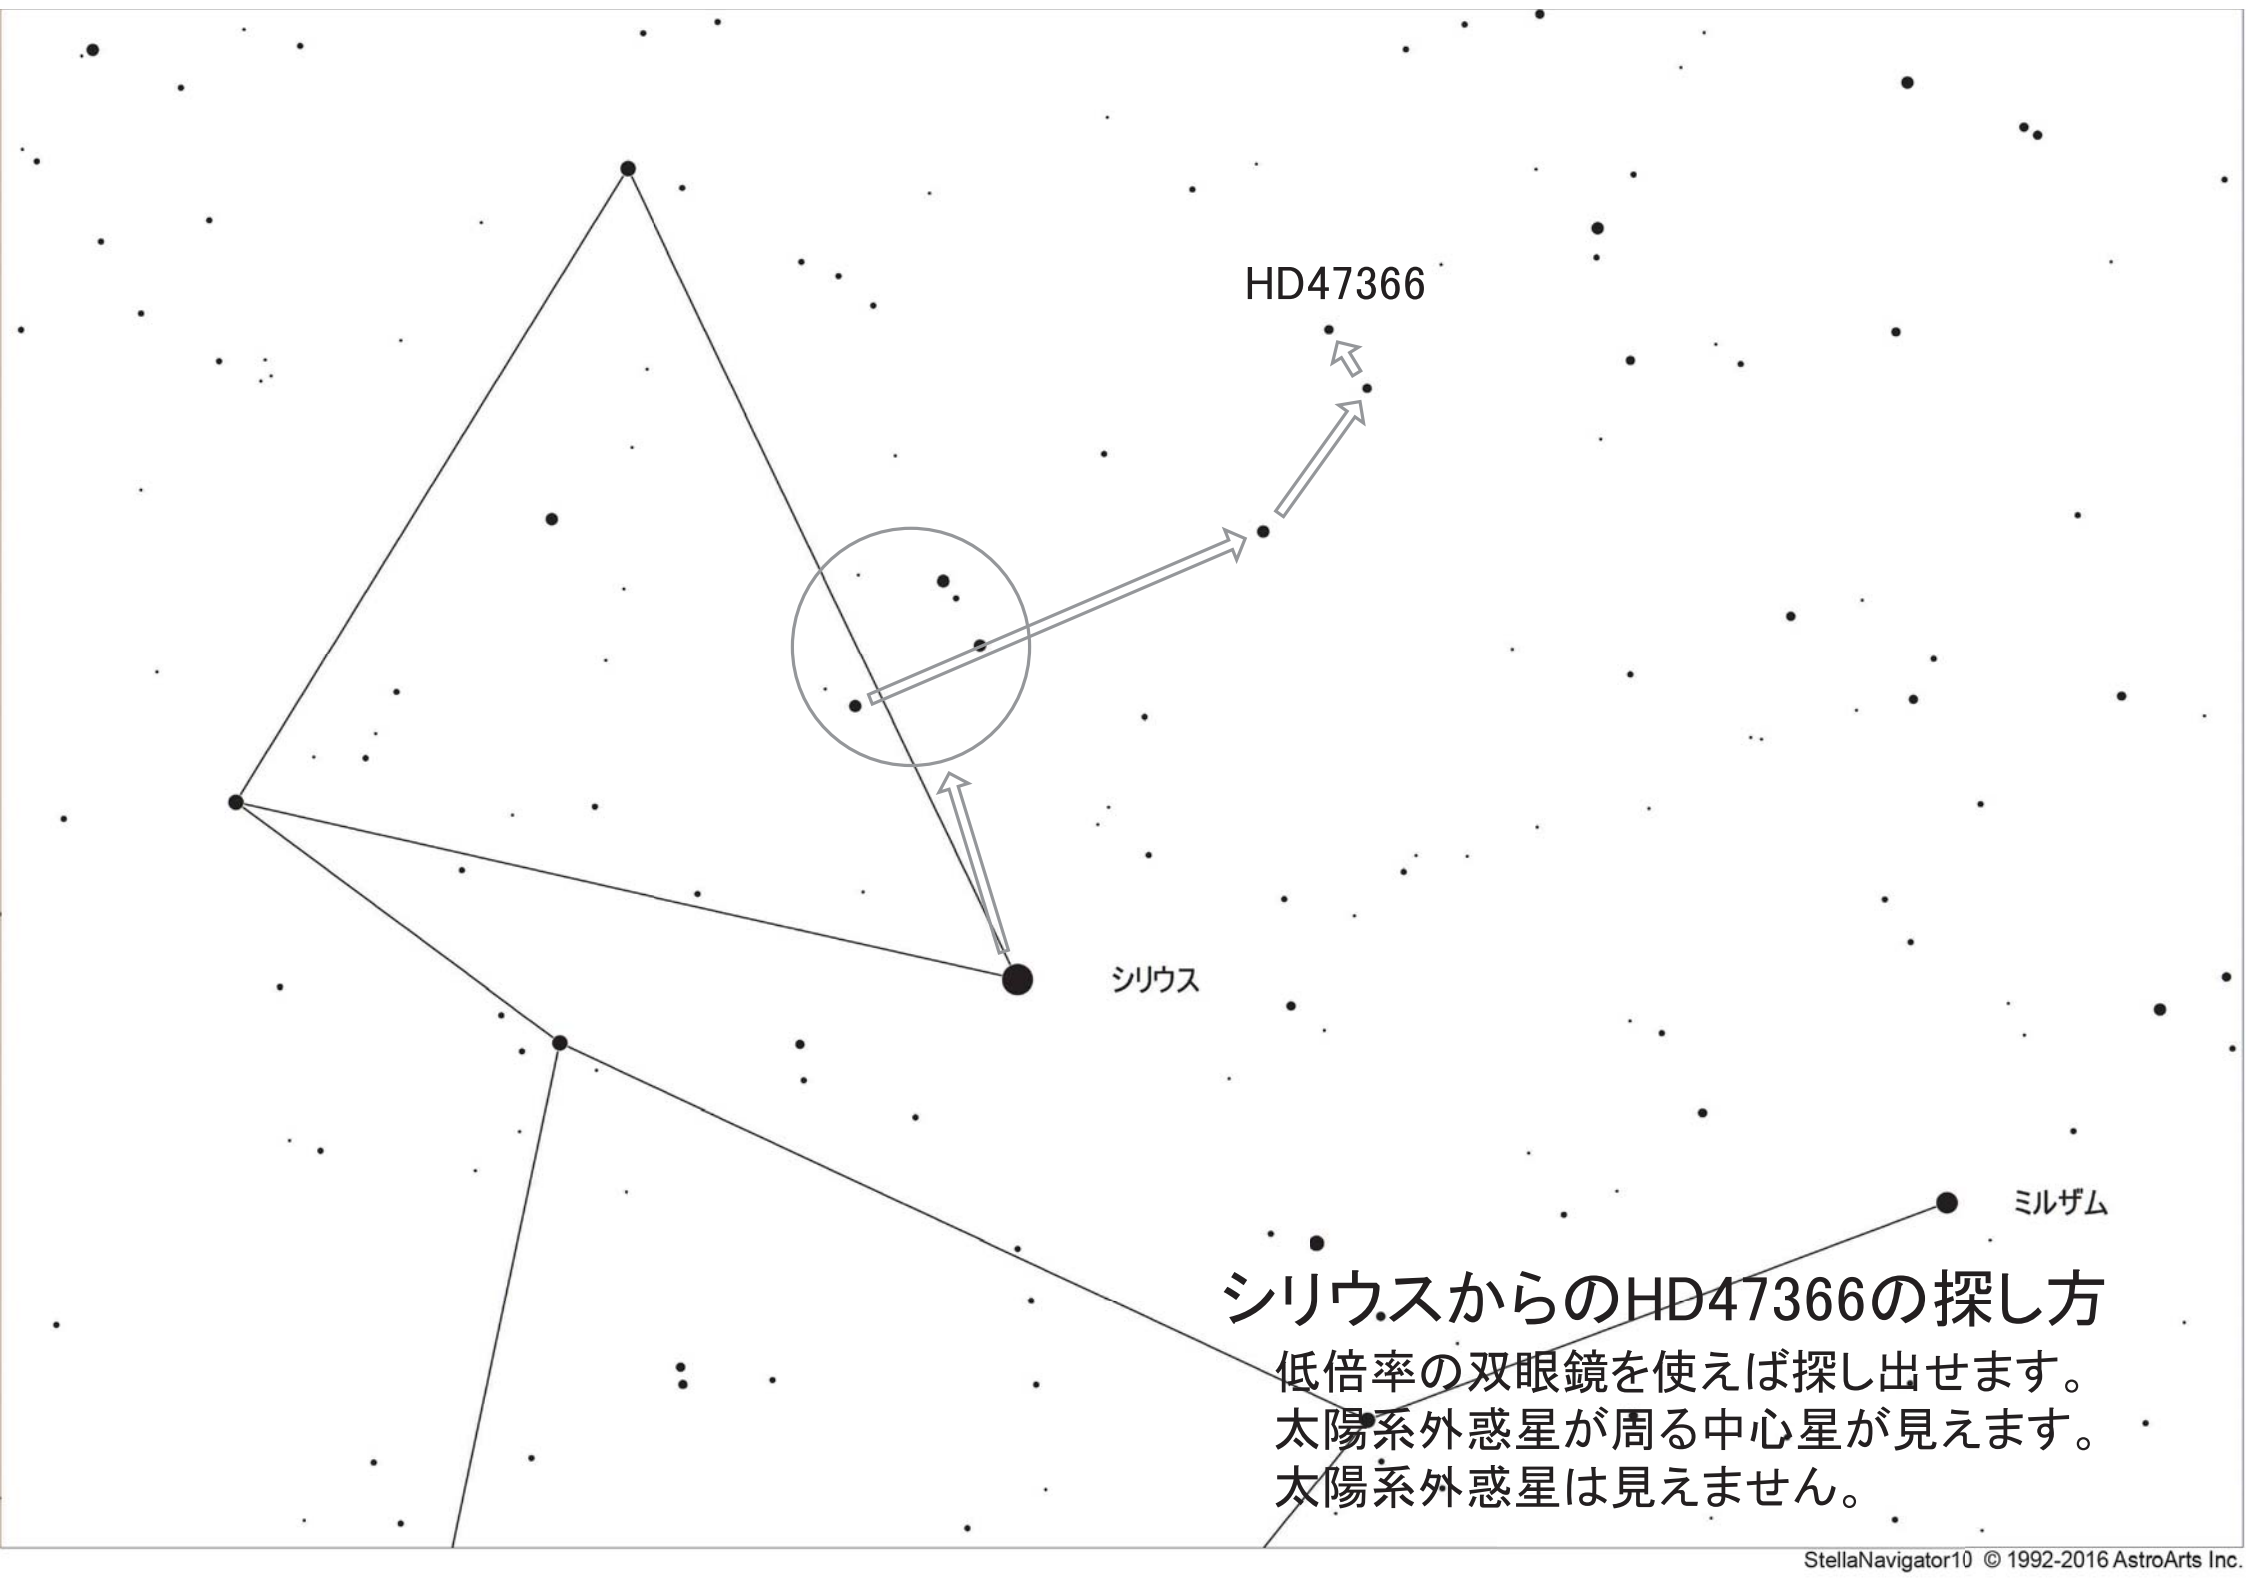 HD47366
シリウス
ミルザム
シリウスからのHD47366の探し方
低倍率の双眼鏡を使えば探し出せます。
太陽系外惑星が周る中心星が見えます。
太陽系外惑星は見えません。
StellaNavigator10 © 1992-2016 AstroArts Inc.